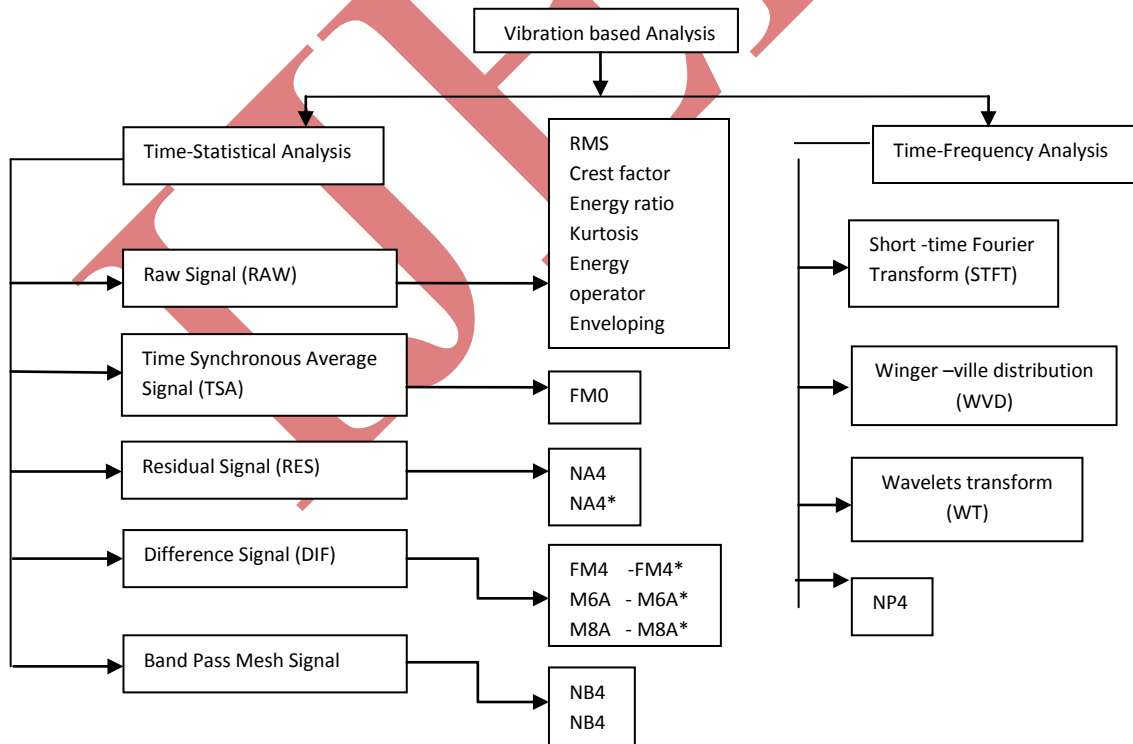 Vibration based Analysis
Time-Statistical Analysis
Raw Signal (RAW)
Time Synchronous Average
Signal (TSA)
Residual Signal (RES)
Difference Signal (DIF)
Band Pass Mesh Signal
RMS
Crest factor
Energy ratio
Kurtosis
Energy
operator
Enveloping
FM0
NA4
NA4*
FM4 -FM4*
M6A - M6A*
M8A - M8A*
NB4
NB4
Time-Frequency Analysis
Short -time Fourier
Transform (STFT)
Winger –ville distribution
(WVD)
Wavelets transform
(WT)
NP4